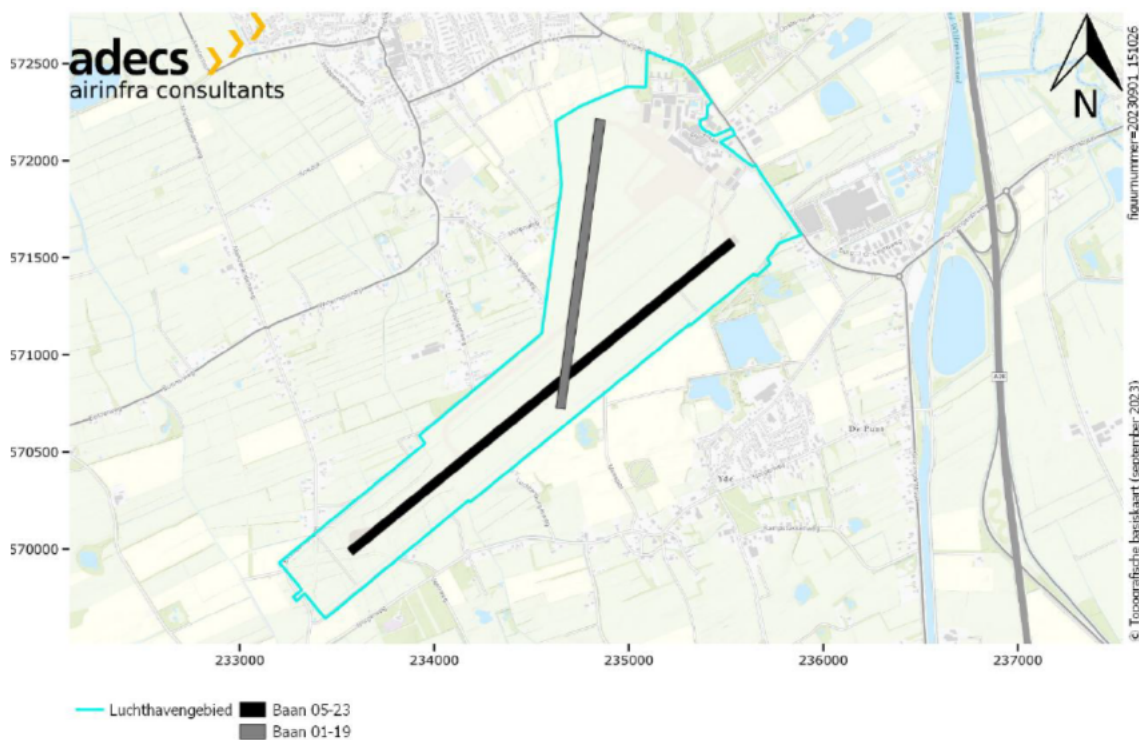 adecs
airinfra consultants
N
figuurnummer=20230901_151026
572500
572000
571500
571000
570500
570000
De Punt
Yde
© Topografische basiskaart (september 2023)
233000
234000
235000
236000
237000
Luchthavengebied
Baan 05-23
Baan 01-19